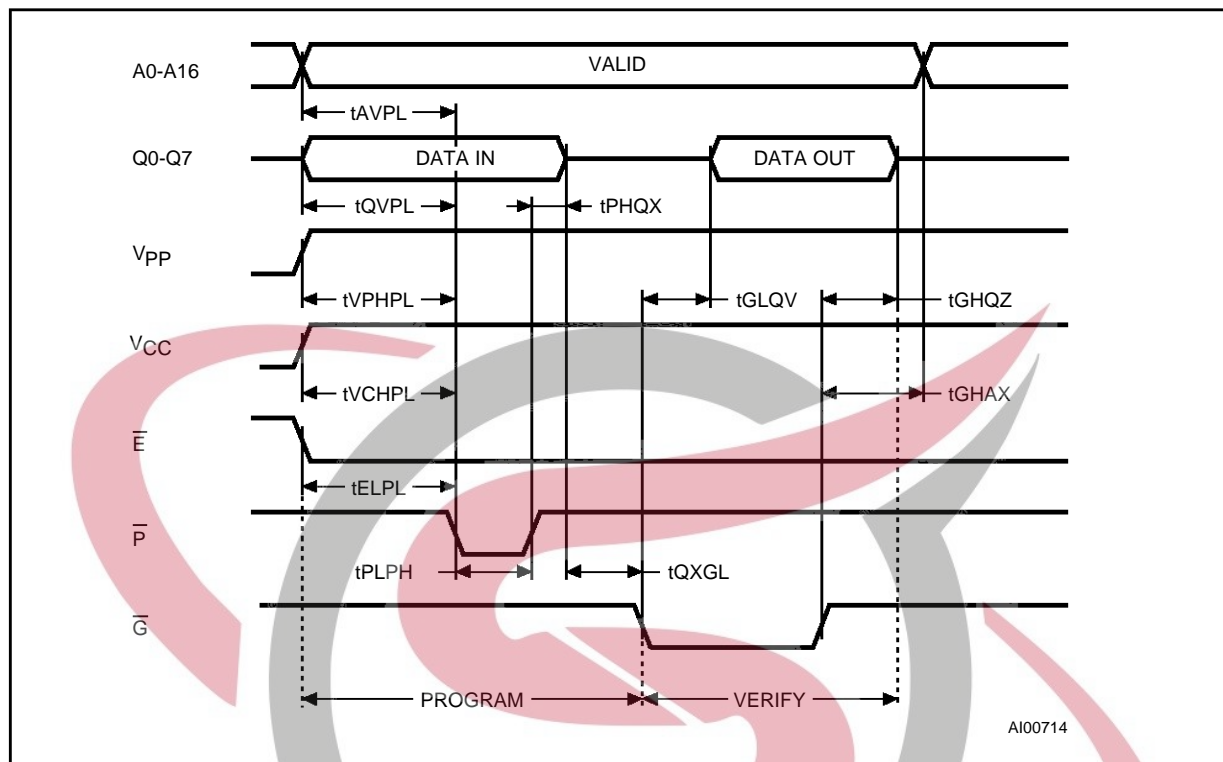 A0-A16
VALID
tAVPL
Q0-Q7
DATA IN
DATA OUT
tQVPL
tPHQX
VPP
tVPHPL
tGLQV
tGHQZ
VCC
tVCHPL
tGHAX
E̅
tELPL
P̅
tPLPH
tQXGL
G̅
PROGRAM
VERIFY
AI00714